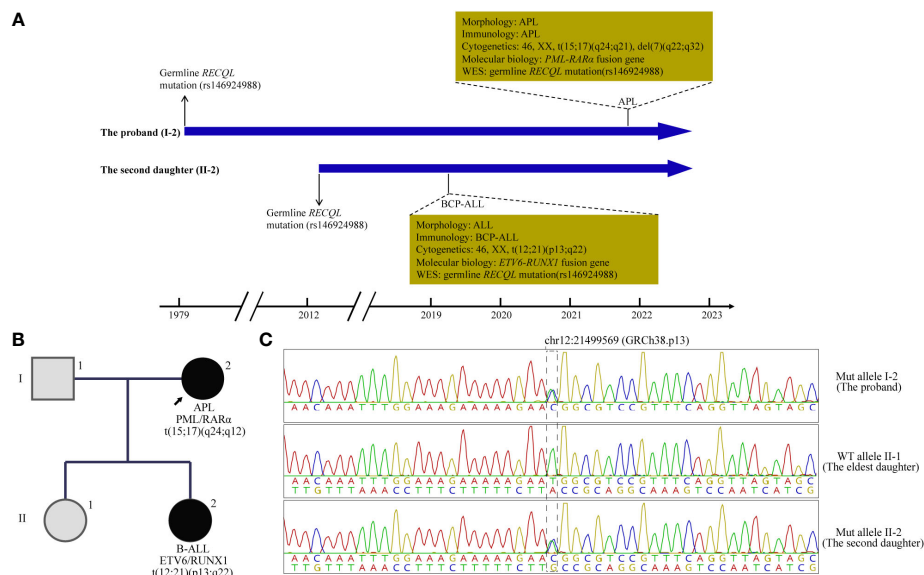 A
Morphology: APL
Immunology: APL
Cytogenetics: 46, XX, t(15;17)(q24;q21), del(7)(q22;q32)
Molecular biology: PML-RARα fusion gene
WES: germline RECQL mutation(rs146924988)
Germline RECQL
mutation (rs146924988)
APL
The proband (I-2)
The second daughter (II-2)
Germline RECQL
mutation (rs146924988)
BCP-ALL
Morphology: ALL
Immunology: BCP-ALL
Cytogenetics: 46, XX, t(12;21)(p13;q22)
Molecular biology: ETV6-RUNX1 fusion gene
WES: germline RECQL mutation(rs146924988)
1979 2012 2019 2020 2021 2022 2023
B
I 1 2
APL
PML/RARα
t(15;17)(q24;q12)
II 1 2
B-ALL
ETV6/RUNX1
t(12;21)(p13;q22)
C
chr12:21499569 (GRCh38.p13)
A A C A A A T T T G G A A A G A A A A A G A A C G G C G T C C G T T T C A G G T T A G T A G C
Mut allele I-2
(The proband)
A A C A A A T T T G G A A A G A A A A A G A A T G G C G T C C G T T T C A G G T T A G T A G C
T T G T T T A A A C C T T T C T T T T T C T T A C C G C A G G C A A A G T C C A A T C A T C G
WT allele II-1
(The eldest daughter)
A A C A A A T T T G G A A A G A A A A A G A A C G G C G T C C G T T T C A G G T T A G T A G C
T T G T T T A A A C C T T T C T T T T T C T T G C C G C A G G C A A A G T C C A A T C A T C G
Mut allele II-2
(The second daughter)